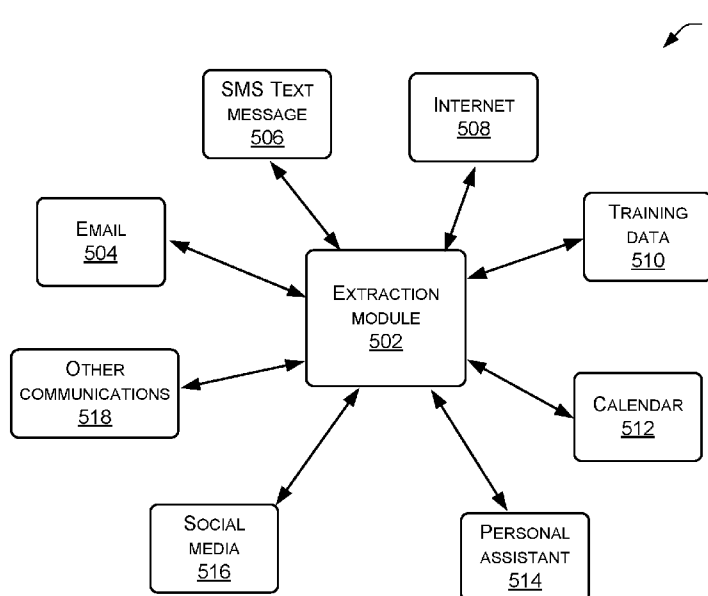 SMS TEXT
MESSAGE
506
INTERNET
508
TRAINING
DATA
510
EMAIL
504
EXTRACTION
MODULE
502
OTHER
COMMUNICATIONS
518
CALENDAR
512
SOCIAL
MEDIA
516
PERSONAL
ASSISTANT
514